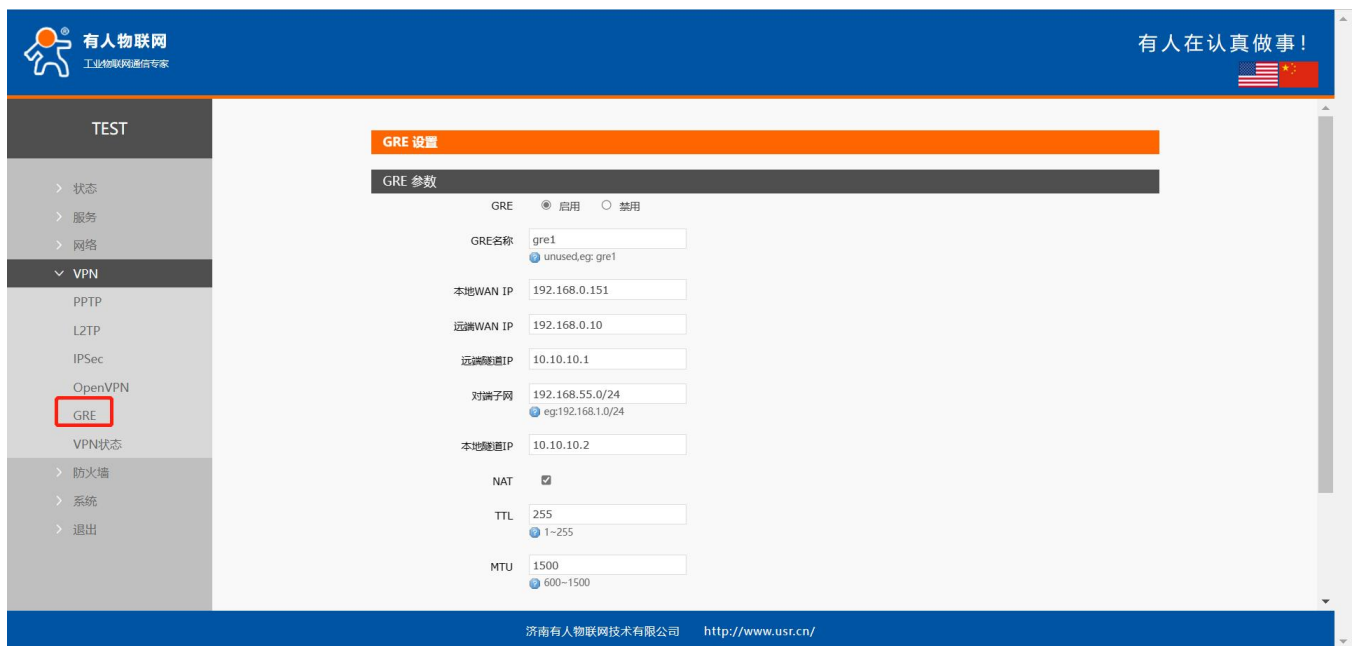 有人物联网
工业物联网通信专家
有人在认真做事！
TEST
状态
服务
网络
VPN
PPTP
L2TP
IPSec
OpenVPN
GRE
VPN状态
防火墙
系统
退出
GRE 设置
GRE 参数
GRE 启用 禁用
GRE名称 gre1
unused,eg: gre1
本地WAN IP 192.168.0.151
远端WAN IP 192.168.0.10
远端隧道IP 10.10.10.1
对端子网 192.168.55.0/24
eg:192.168.1.0/24
本地隧道IP 10.10.10.2
NAT
TTL 255
1~255
MTU 1500
600~1500
济南有人物联网技术有限公司 http://www.usr.cn/